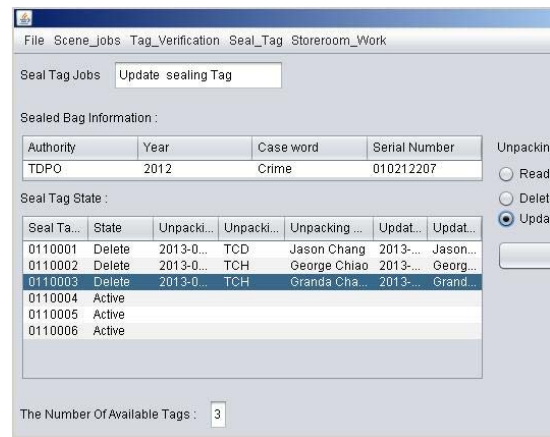 File Scene_jobs Tag_Verification Seal_Tag Storeroom_Work
Seal Tag Jobs Update sealing Tag
Sealed Bag Information :
Authority Year Case word Serial Number
TDPO 2012 Crime 010212207
Unpackin
Read
Delet
Upda
Seal Tag State :
Seal Ta... State Unpacki... Unpacki... Unpacking ... Updat... Updat...
0110001 Delete 2013-0... TCD Jason Chang 2013-... Jason...
0110002 Delete 2013-0... TCH George Chiao 2013-... Georg...
0110003 Delete 2013-0... TCH Granda Cha... 2013-... Grand...
0110004 Active
0110005 Active
0110006 Active
The Number Of Available Tags : 3